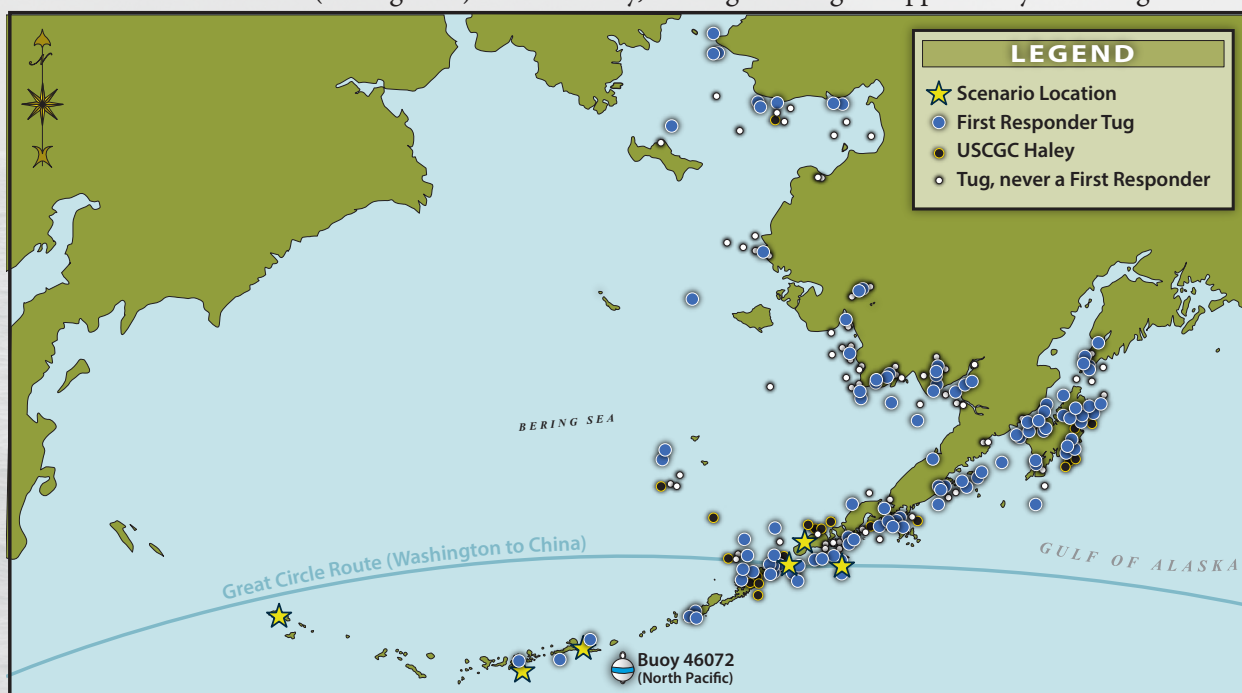 N
LEGEND
Scenario Location
First Responder Tug
USCGC Haley
Tug, never a First Responder
BERING SEA
Great Circle Route (Washington to China)
GULF OF ALASKA
Buoy 46072
(North Pacific)